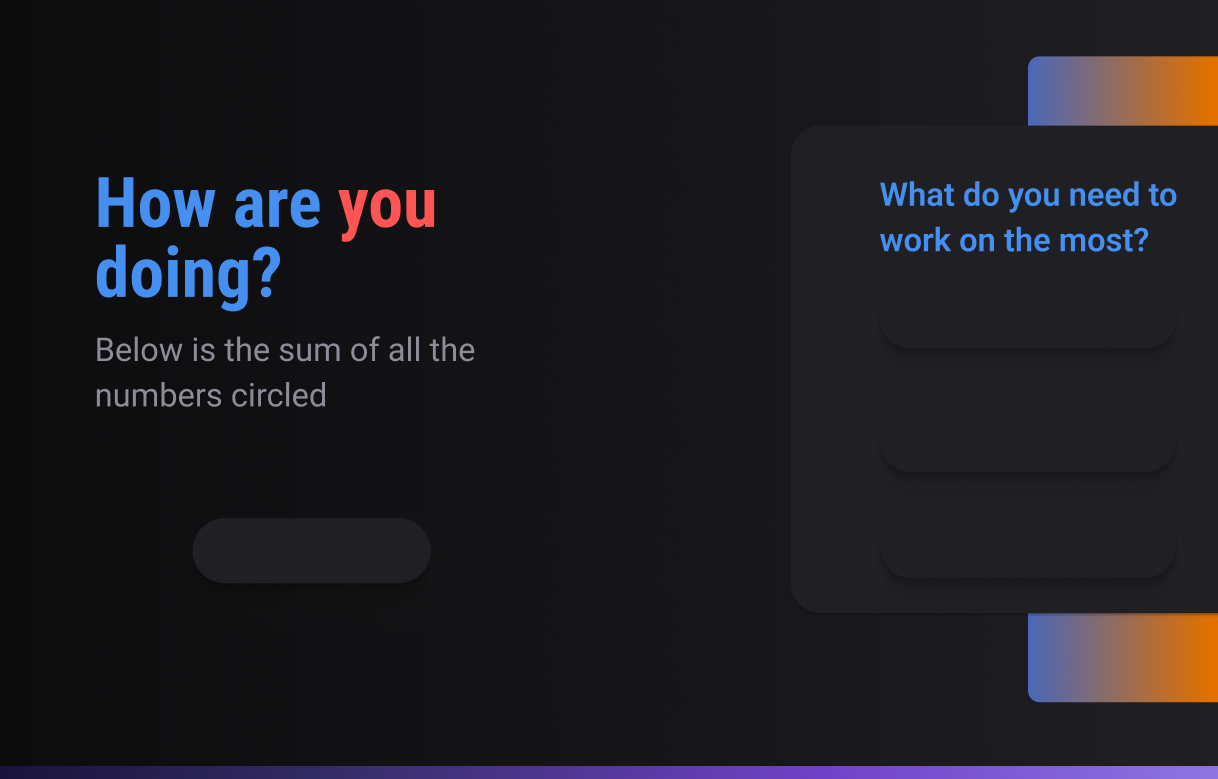 How are you
doing?
Below is the sum of all the
numbers circled
What do you need to
work on the most?